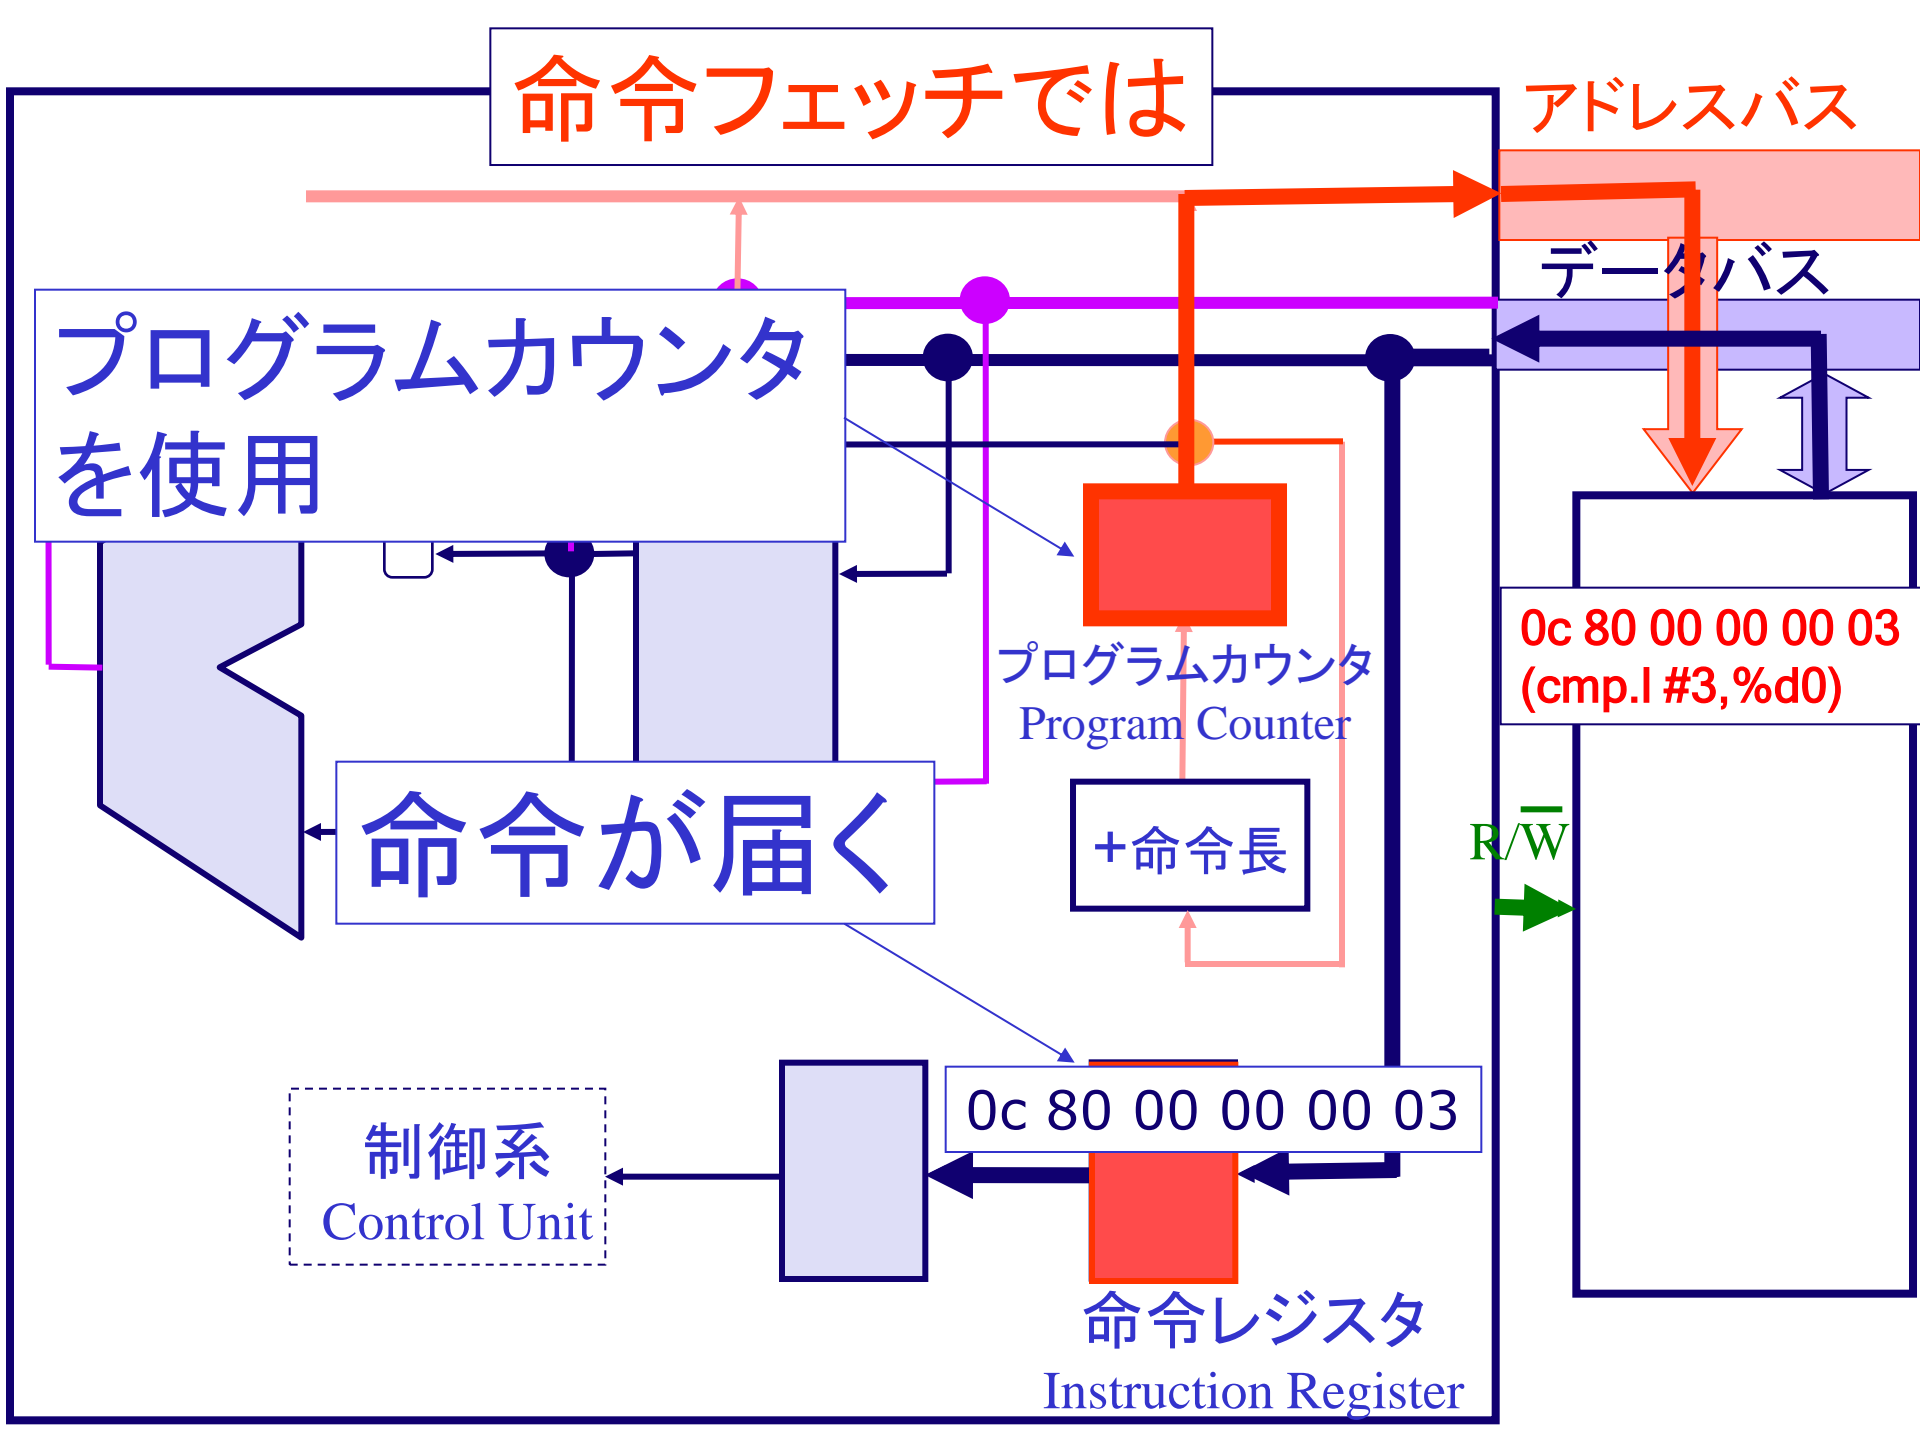 命令フェッチでは
アドレスバス
データバス
プログラムカウンタ
を使用
0c 80 00 00 00 03
(cmp.l #3,%d0)
プログラムカウンタ
Program Counter
命令が届く
+命令長
R/W̅
0c 80 00 00 00 03
制御系
Control Unit
命令レジスタ
Instruction Register